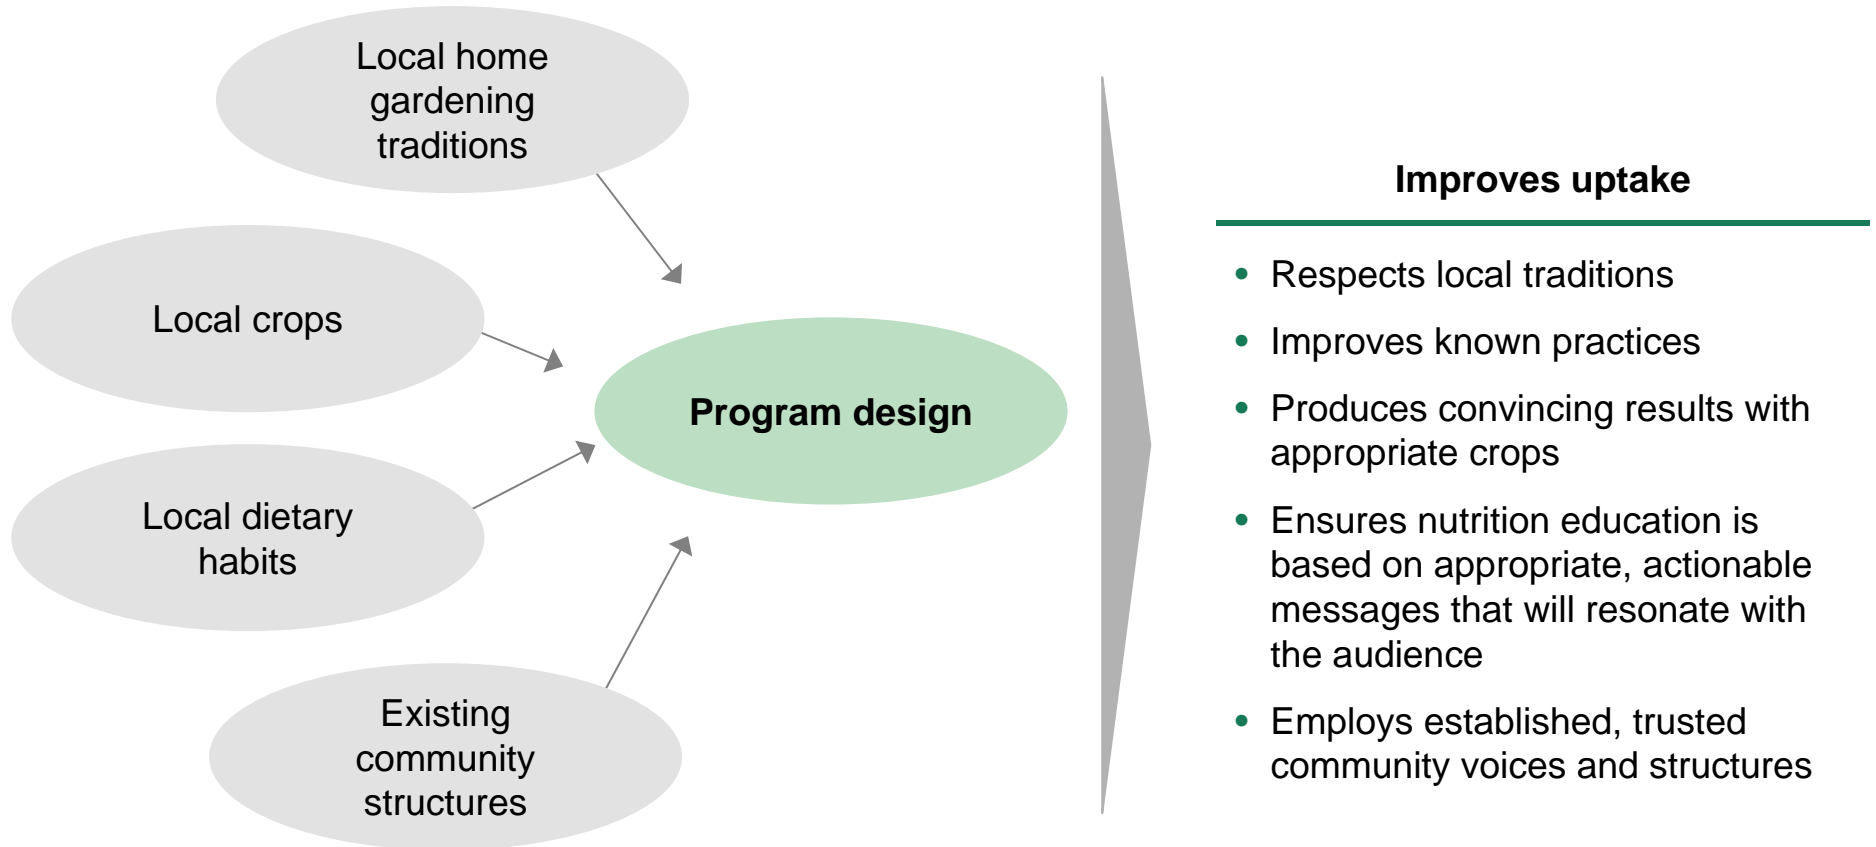 Local home
gardening
traditions
Local crops
Local dietary
habits
Existing
community
structures
Program design
Improves uptake
• Respects local traditions
• Improves known practices
• Produces convincing results with
appropriate crops
• Ensures nutrition education is
based on appropriate, actionable
messages that will resonate with
the audience
• Employs established, trusted
community voices and structures